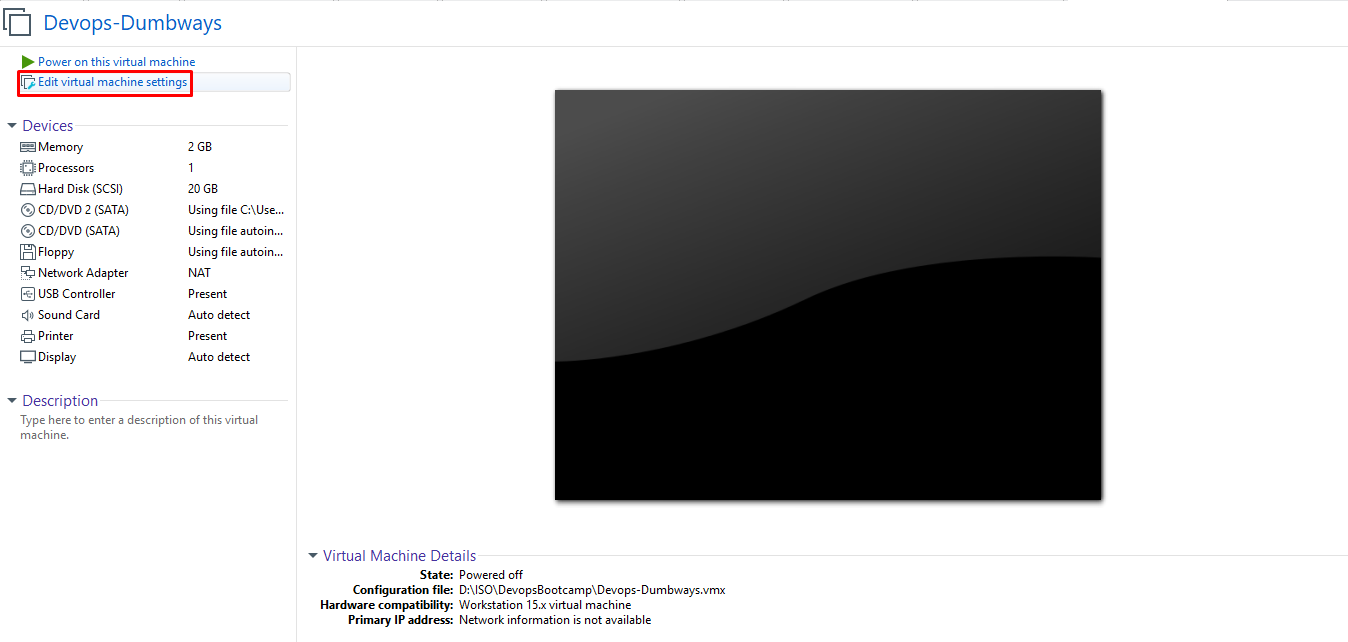 Devops-Dumbways
Power on this virtual machine
Edit virtual machine settings
Devices
Memory 2 GB
Processors 1
Hard Disk (SCSI) 20 GB
CD/DVD 2 (SATA) Using file C:\Use...
CD/DVD (SATA) Using file autoin...
Floppy Using file autoin...
Network Adapter NAT
USB Controller Present
Sound Card Auto detect
Printer Present
Display Auto detect
Description
Type here to enter a description of this virtual
machine.
Virtual Machine Details
State: Powered off
Configuration file: D:\ISO\DevopsBootcamp\Devops-Dumbways.vmx
Hardware compatibility: Workstation 15.x virtual machine
Primary IP address: Network information is not available